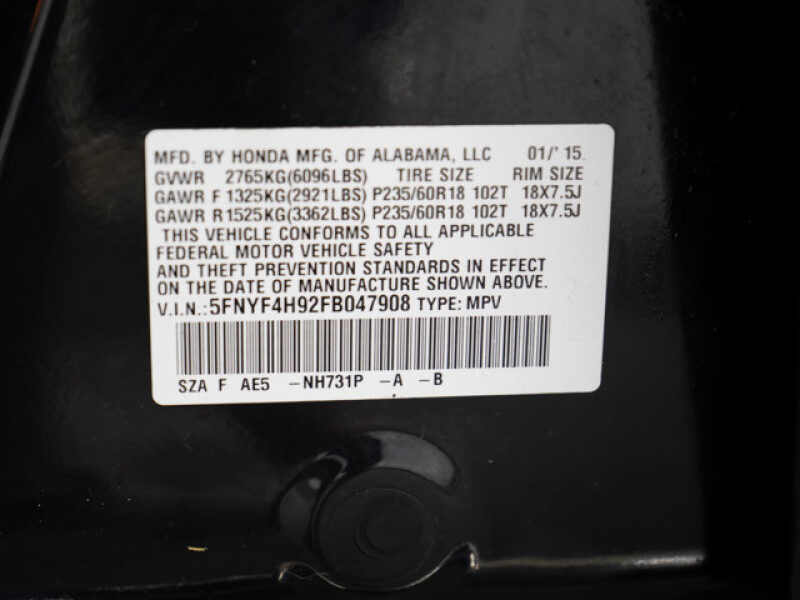 MFD. BY HONDA MFG. OF ALABAMA, LLC 01/'15.
GVWR 2765KG(6096LBS) TIRE SIZE RIM SIZE
GAWR F 1325KG(2921LBS) P235/60R18 102T 18X7.5J
GAWR R1525KG(3362LBS) P235/60R18 102T 18X7.5J
THIS VEHICLE CONFORMS TO ALL APPLICABLE
FEDERAL MOTOR VEHICLE SAFETY
AND THEFT PREVENTION STANDARDS IN EFFECT
ON THE DATE OF MANUFACTURE SHOWN ABOVE.
V.I.N.:5FNYF4H92FB047908 TYPE: MPV
SZA F AE5 -NH731P -A -B